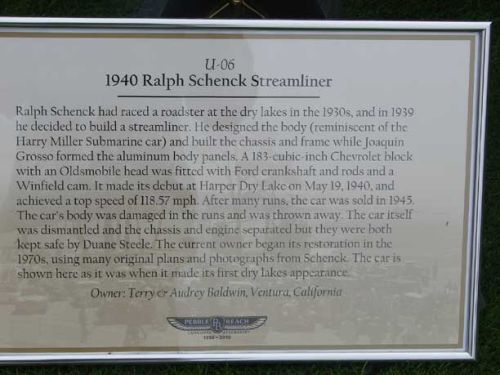 U-06
1940 Ralph Schenck Streamliner
Ralph Schenck had raced a roadster at the dry lakes in the 1930s, and in 1939
he decided to build a streamliner. He designed the body (reminiscent of the
Harry Miller Submarine car) and built the chassis and frame while Joaquin
Grosso formed the aluminum body panels. A 183-cubic-inch Chevrolet block
with an Oldsmobile head was fitted with Ford crankshaft and rods and a
Winfield cam. It made its debut at Harper Dry Lake on May 19, 1940, and
achieved a top speed of 118.57 mph. After many runs, the car was sold in 1945.
The car's body was damaged in the runs and was thrown away. The car itself
was dismantled and the chassis and engine separated but they were both
kept safe by Duane Steele. The current owner began its restoration in the
1970s, using many original plans and photographs from Schenck. The car is
shown here as it was when it made its first dry lakes appearance.
Owner: Terry & Audrey Baldwin, Ventura, California
PEBBLE BEACH